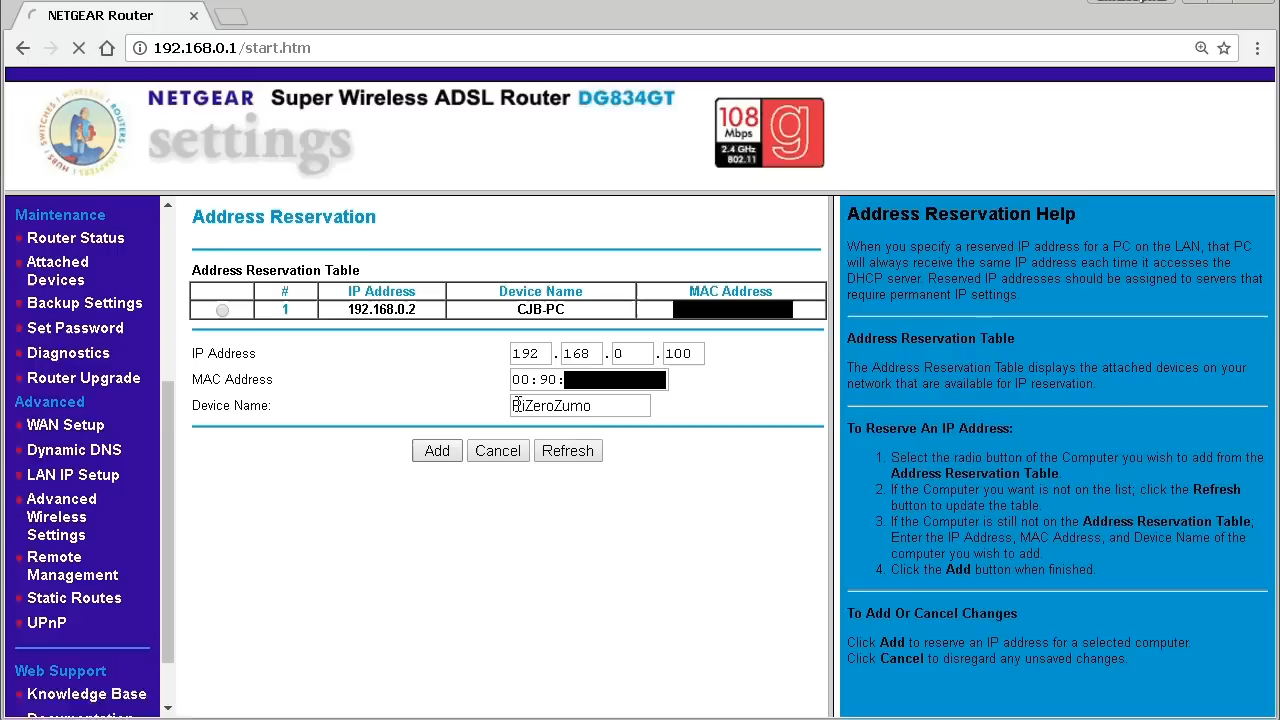 NETGEAR Router
192.168.0.1/start.htm
NETGEAR Super Wireless ADSL Router DG834GT
settings
108
Mbps
2.4 GHz
802.11
g
SWITCHES WIRELESS ROUTERS ADAPTERS HUBS
Maintenance
Router Status
Attached
Devices
Backup Settings
Set Password
Diagnostics
Router Upgrade
Advanced
WAN Setup
Dynamic DNS
LAN IP Setup
Advanced
Wireless
Settings
Remote
Management
Static Routes
UPnP
Web Support
Knowledge Base
Documentation
Address Reservation
Address Reservation Table
# IP Address Device Name MAC Address
1 192.168.0.2 CJB-PC
IP Address 192 . 168 . 0 . 100
MAC Address 00:90:
Device Name: PiZeroZumo
Add Cancel Refresh
Address Reservation Help
When you specify a reserved IP address for a PC on the LAN, that PC
will always receive the same IP address each time it accesses the
DHCP server. Reserved IP addresses should be assigned to servers that
require permanent IP settings.
Address Reservation Table
The Address Reservation Table displays the attached devices on your
network that are available for IP reservation.
To Reserve An IP Address:
1. Select the radio button of the Computer you wish to add from the
Address Reservation Table.
2. If the Computer you want is not on the list; click the Refresh
button to update the table.
3. If the Computer is still not on the Address Reservation Table;
Enter the IP Address, MAC Address, and Device Name of the
computer you wish to add.
4. Click the Add button when finished.
To Add Or Cancel Changes
Click Add to reserve an IP address for a selected computer.
Click Cancel to disregard any unsaved changes.